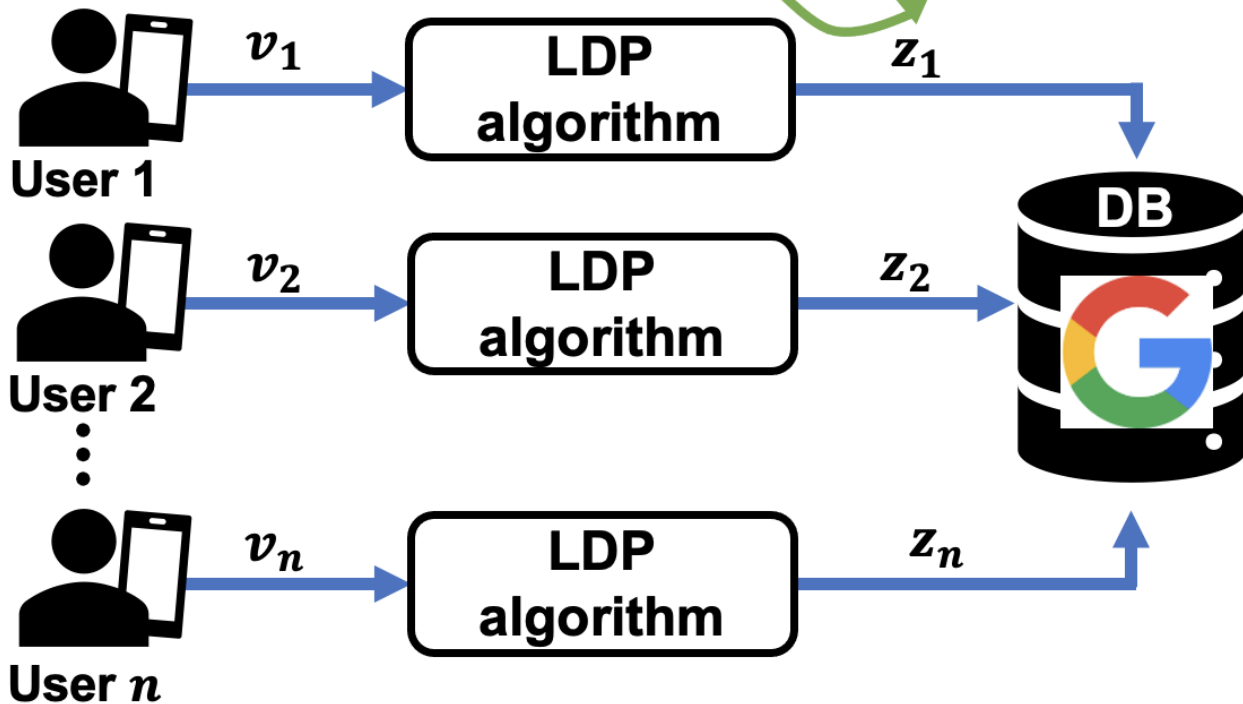 v₁
LDP
algorithm
z₁
User 1
DB
v₂
LDP
algorithm
z₂
User 2
vₙ
LDP
algorithm
zₙ
User n